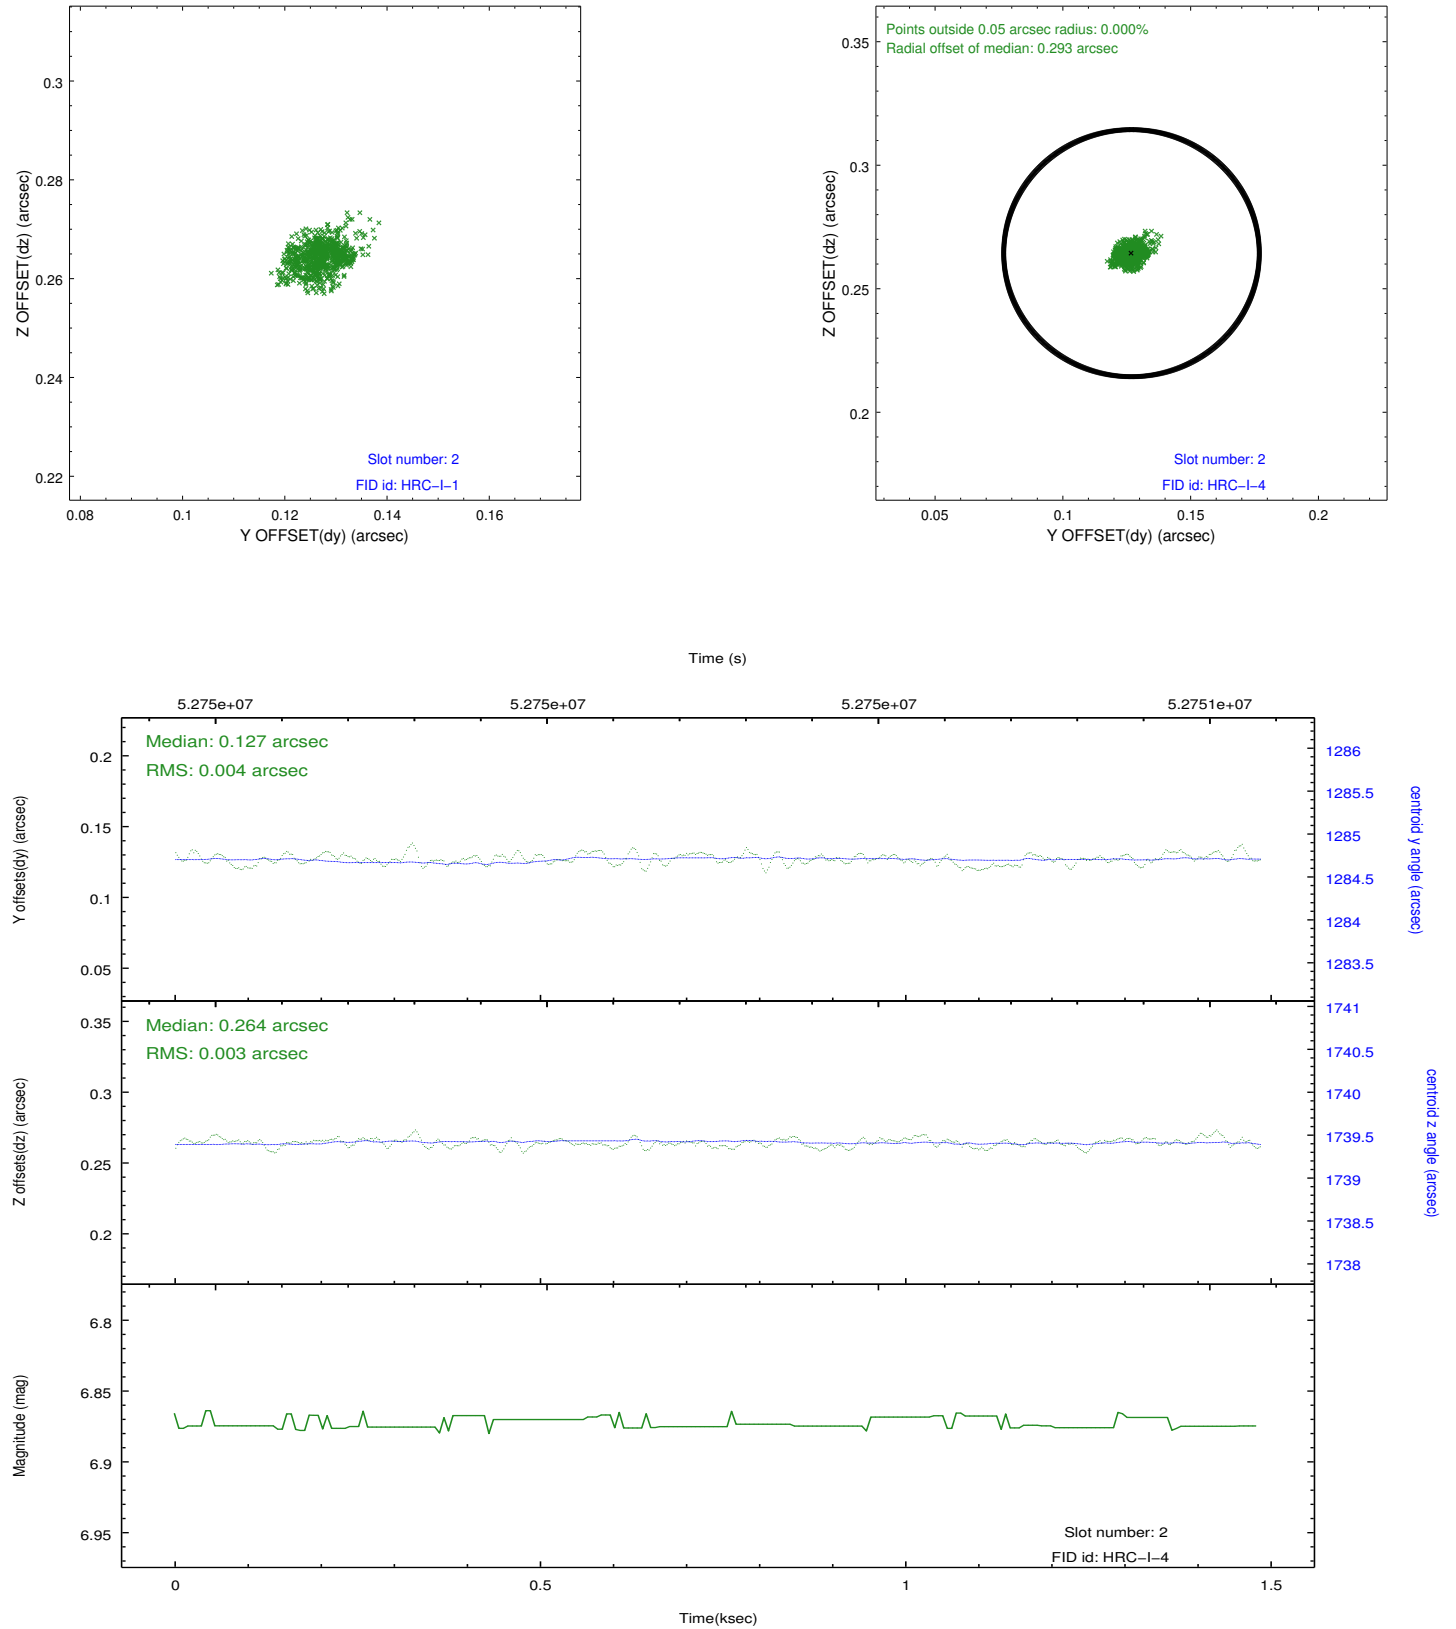 0.3
0.28
0.26
0.24
0.22
Z OFFSET(dz) (arcsec)
Slot number: 2
FID id: HRC−I−1
0.08 0.1 0.12 0.14 0.16
Y OFFSET(dy) (arcsec)
Points outside 0.05 arcsec radius: 0.000%
Radial offset of median: 0.293 arcsec
0.35
0.3
0.25
0.2
Z OFFSET(dz) (arcsec)
Slot number: 2
FID id: HRC−I−4
0.05 0.1 0.15 0.2
Y OFFSET(dy) (arcsec)
Time (s)
5.275e+07 5.275e+07 5.275e+07 5.2751e+07
Median: 0.127 arcsec
RMS: 0.004 arcsec
0.2
0.15
0.1
0.05
Y offsets(dy) (arcsec)
1286
1285.5
1285
1284.5
1284
1283.5
centroid y angle (arcsec)
Median: 0.264 arcsec
RMS: 0.003 arcsec
0.35
0.3
0.25
0.2
Z offsets(dz) (arcsec)
1741
1740.5
1740
1739.5
1739
1738.5
1738
centroid z angle (arcsec)
6.8
6.85
6.9
6.95
Magnitude (mag)
Slot number: 2
FID id: HRC−I−4
0 0.5 1 1.5
Time(ksec)